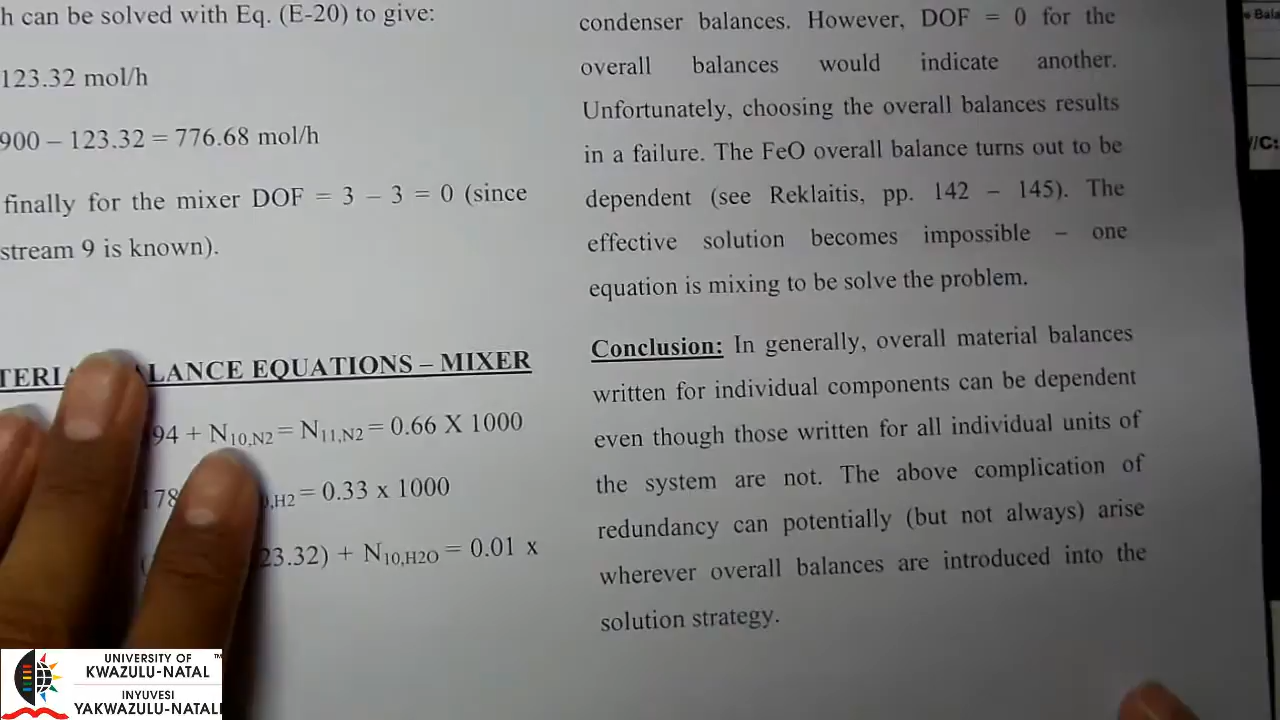 h can be solved with Eq. (E-20) to give:
123.32 mol/h
900 – 123.32 = 776.68 mol/h
finally for the mixer DOF = 3 – 3 = 0 (since
stream 9 is known).
TERI LANCE EQUATIONS – MIXER
94 + N10,N2 = N11,N2 = 0.66 X 1000
178 ,H2 = 0.33 x 1000
23.32) + N10,H2O = 0.01 x
condenser balances. However, DOF = 0 for the
overall balances would indicate another.
Unfortunately, choosing the overall balances results
in a failure. The FeO overall balance turns out to be
dependent (see Reklaitis, pp. 142 – 145). The
effective solution becomes impossible – one
equation is mixing to be solve the problem.
Conclusion: In generally, overall material balances
written for individual components can be dependent
even though those written for all individual units of
the system are not. The above complication of
redundancy can potentially (but not always) arise
wherever overall balances are introduced into the
solution strategy.
Bala
//C:
UNIVERSITY OF ™
KWAZULU-NATAL
INYUVESI
YAKWAZULU-NATALI